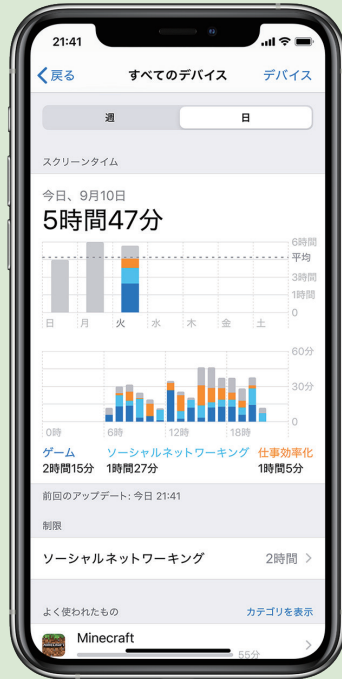 21:41
戻る すべてのデバイス デバイス
週 日
スクリーンタイム
今日、9月10日
5時間47分
6時間
平均
3時間
1時間
0
日 月 火 水 木 金 土
60分
30分
0
0時 6時 12時 18時
ゲーム ソーシャルネットワーキング 仕事効率化
2時間15分 1時間27分 1時間5分
前回のアップデート: 今日 21:41
制限
ソーシャルネットワーキング 2時間
よく使われたもの カテゴリを表示
Minecraft
55分